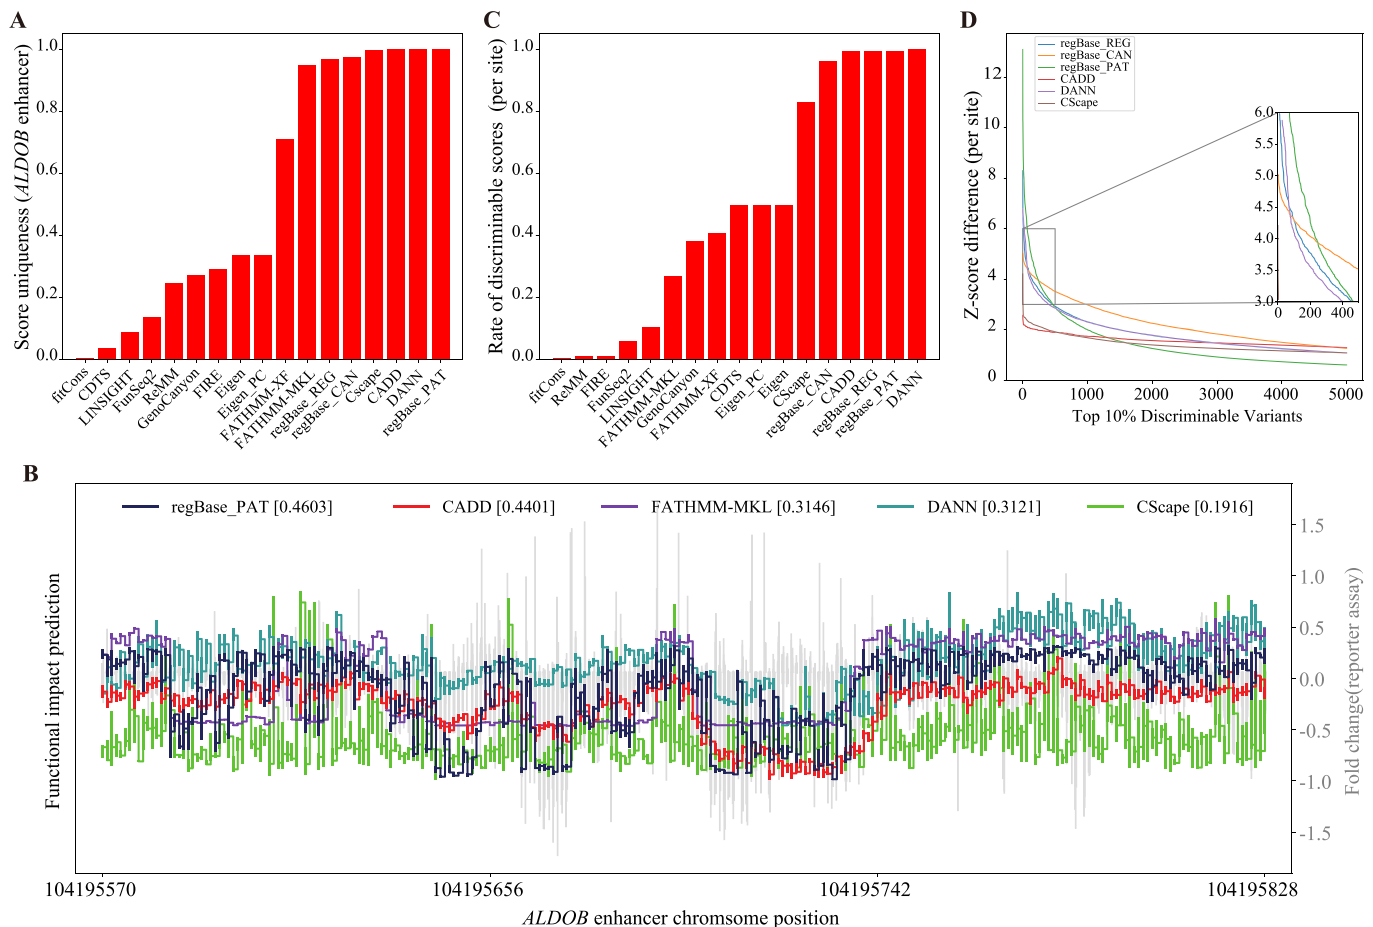 A
Score uniqueness (ALDOB enhancer)
1.0
0.8
0.6
0.4
0.2
0.0
fitCons
CDTS
LINSIGHT
FunSeq2
ReMM
GenoCanyon
FIRE
Eigen
Eigen_PC
FATHMM-XF
FATHMM-MKL
regBase_REG
regBase_CAN
Cscape
CADD
DANN
regBase_PAT
C
Rate of discriminable scores (per site)
1.0
0.8
0.6
0.4
0.2
0.0
fitCons
ReMM
FIRE
FunSeq2
LINSIGHT
FATHMM-MKL
GenoCanyon
FATHMM-XF
CDTS
Eigen_PC
Eigen
CScape
regBase_CAN
CADD
regBase_REG
regBase_PAT
DANN
D
Z-score difference (per site)
12
10
8
6
4
2
0
regBase_REG
regBase_CAN
regBase_PAT
CADD
DANN
CScape
6.0
5.5
5.0
4.5
4.0
3.5
3.0
0 200 400
0 1000 2000 3000 4000 5000
Top 10% Discriminable Variants
B
regBase_PAT [0.4603] CADD [0.4401] FATHMM-MKL [0.3146] DANN [0.3121] CScape [0.1916]
Functional impact prediction
1.5
1.0
0.5
0.0
-0.5
-1.0
-1.5
Fold change(reporter assay)
104195570 104195656 104195742 104195828
ALDOB enhancer chromsome position